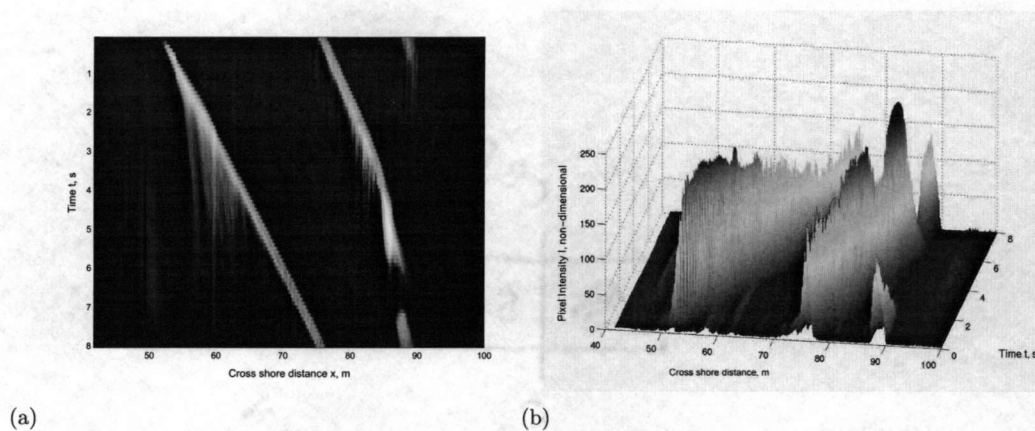 1
2
3
4
5
6
7
8
Time t, s
50 60 70 80 90 100
Cross shore distance x, m
(a)
250
200
150
100
50
0
Pixel Intensity I, non-dimensional
40 50 60 70 80 90 100
Cross shore distance, m
0
2
4
6
8
Time t, s
(b)